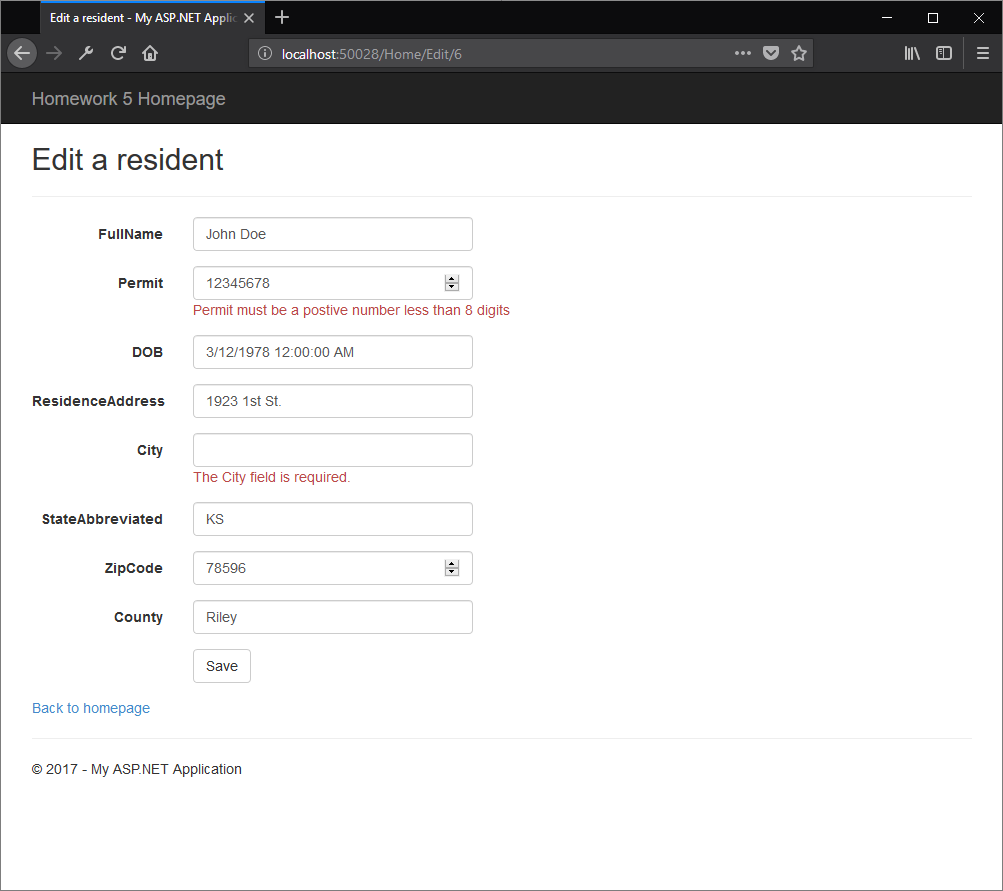 Edit a resident - My ASP.NET Applic
localhost:50028/Home/Edit/6
Homework 5 Homepage
Edit a resident
FullName John Doe
Permit 12345678
Permit must be a postive number less than 8 digits
DOB 3/12/1978 12:00:00 AM
ResidenceAddress 1923 1st St.
City
The City field is required.
StateAbbreviated KS
ZipCode 78596
County Riley
Save
Back to homepage
© 2017 - My ASP.NET Application